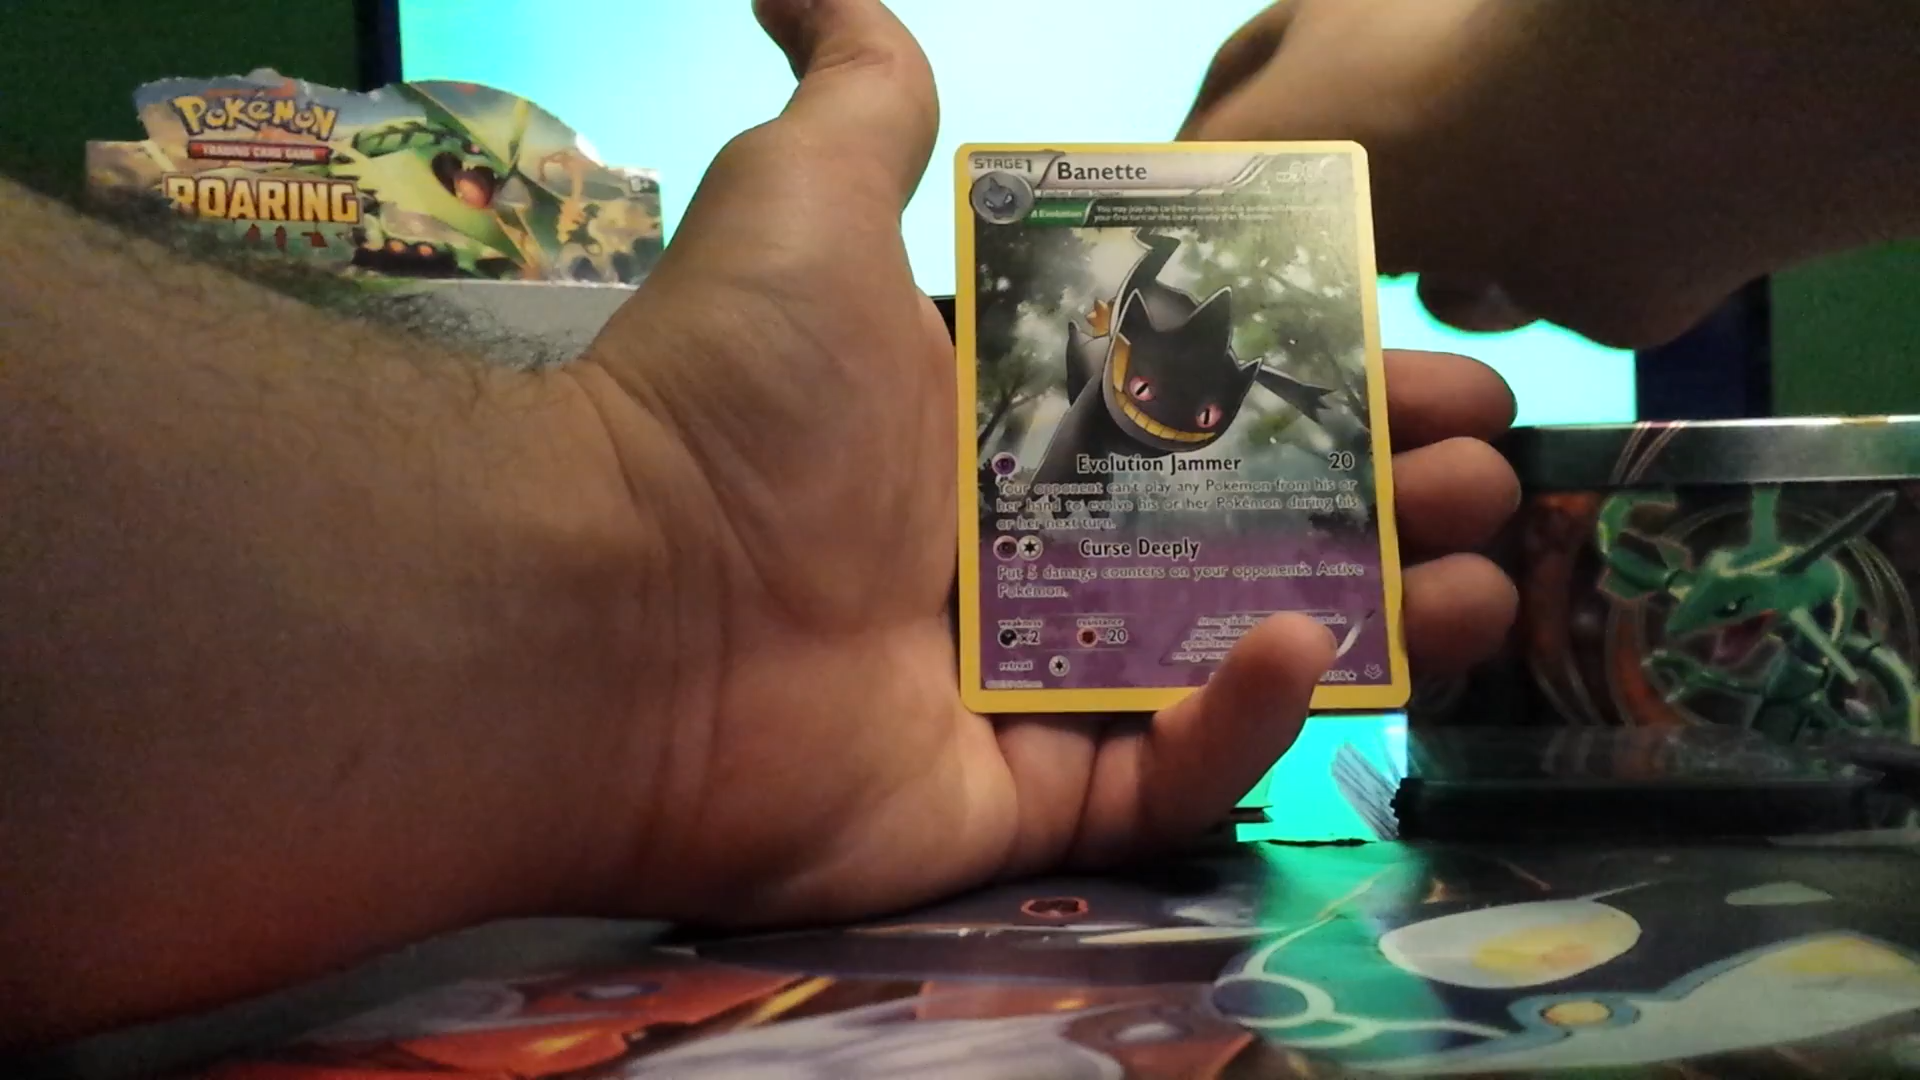 POKéMON
TRADING CARD GAME
ROARING
STAGE1
Banette
Evolution
Evolution Jammer 20
Your opponent can't play any Pokémon from his or
her hand to evolve his or her Pokémon during his
or her next turn.
Curse Deeply
Put 5 damage counters on your opponent's Active
Pokémon.
weakness
×2
resistance
-20
retreat
/108